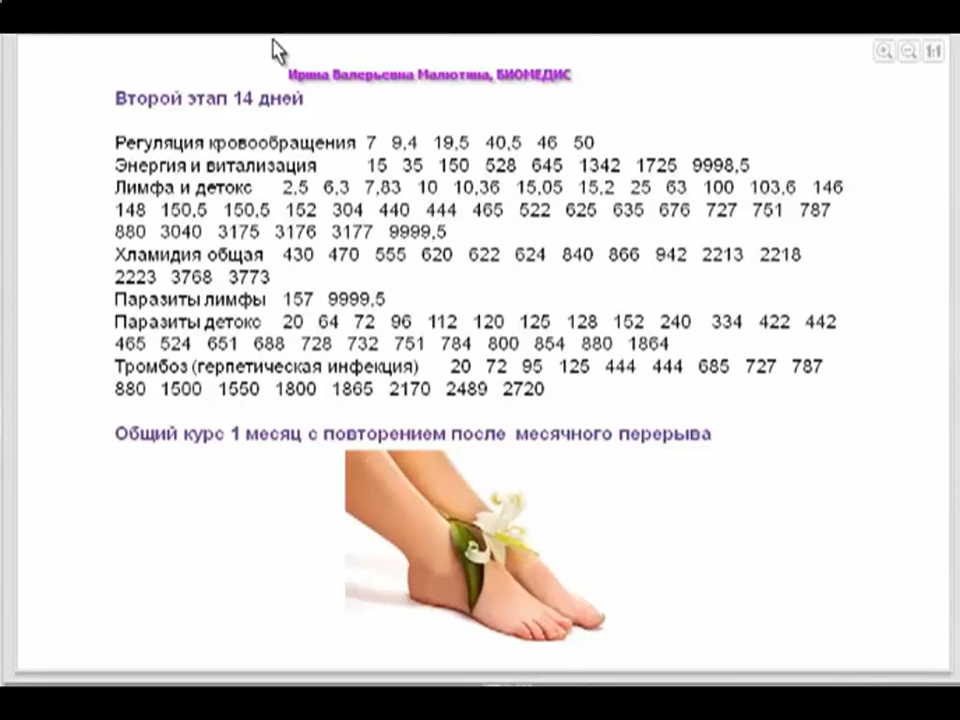 Ирина Валерьевна Малютина, БИОМЕДИС
Второй этап 14 дней
Регуляция кровообращения 7 9,4 19,5 40,5 46 50
Энергия и витализация 15 35 150 528 645 1342 1725 9998,5
Лимфа и детокс 2,5 6,3 7,83 10 10,36 15,05 15,2 25 63 100 103,6 146
148 150,5 150,5 152 304 440 444 465 522 625 635 676 727 751 787
880 3040 3175 3176 3177 9999,5
Хламидия общая 430 470 555 620 622 624 840 866 942 2213 2218
2223 3768 3773
Паразиты лимфы 157 9999,5
Паразиты детокс 20 64 72 96 112 120 125 128 152 240 334 422 442
465 524 651 688 728 732 751 784 800 854 880 1864
Тромбоз (герпетическая инфекция) 20 72 95 125 444 444 685 727 787
880 1500 1550 1800 1865 2170 2489 2720
Общий курс 1 месяц с повторением после месячного перерыва
1:1